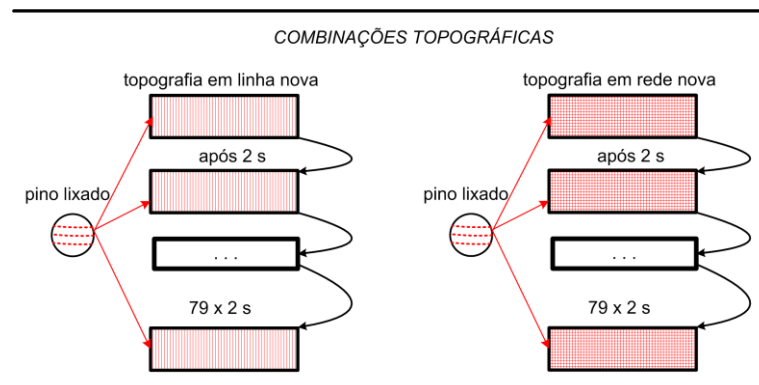 COMBINAÇÕES TOPOGRÁFICAS
topografia em linha nova
após 2 s
pino lixado
. . .
79 x 2 s
topografia em rede nova
após 2 s
pino lixado
. . .
79 x 2 s